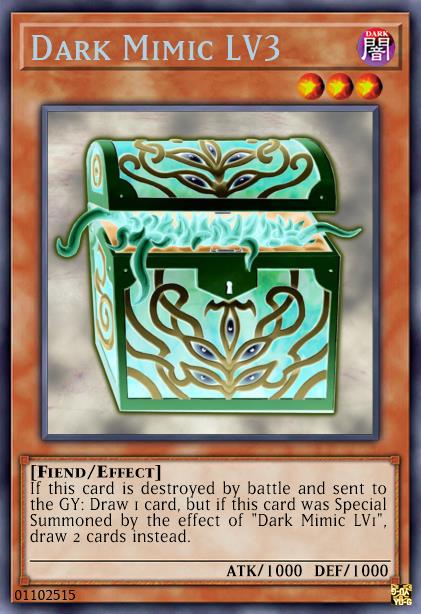 Dark Mimic LV3
DARK
闇
[Fiend/Effect]
If this card is destroyed by battle and sent to
the GY: Draw 1 card, but if this card was Special
Summoned by the effect of "Dark Mimic LV1",
draw 2 cards instead.
ATK/1000 DEF/1000
01102515